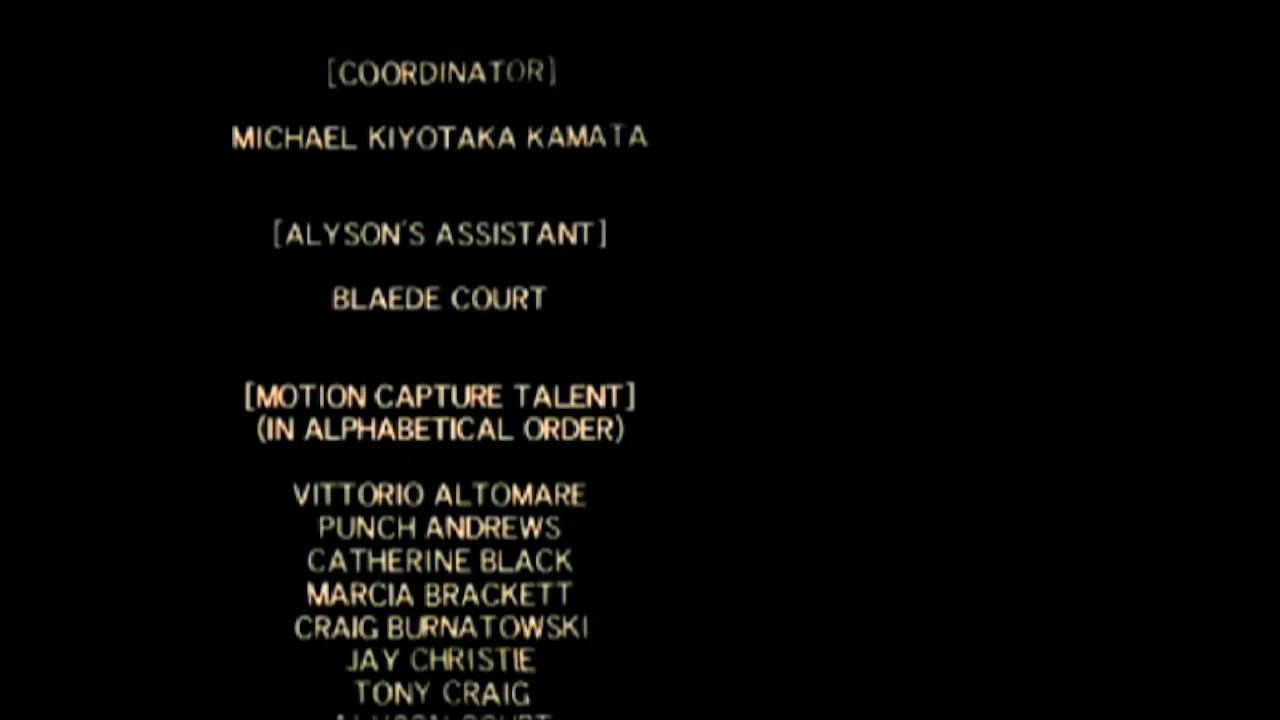 [COORDINATOR]
MICHAEL KIYOTAKA KAMATA
[ALYSON'S ASSISTANT]
BLAEDE COURT
[MOTION CAPTURE TALENT]
(IN ALPHABETICAL ORDER)
VITTORIO ALTOMARE
PUNCH ANDREWS
CATHERINE BLACK
MARCIA BRACKETT
CRAIG BURNATOWSKI
JAY CHRISTIE
TONY CRAIG